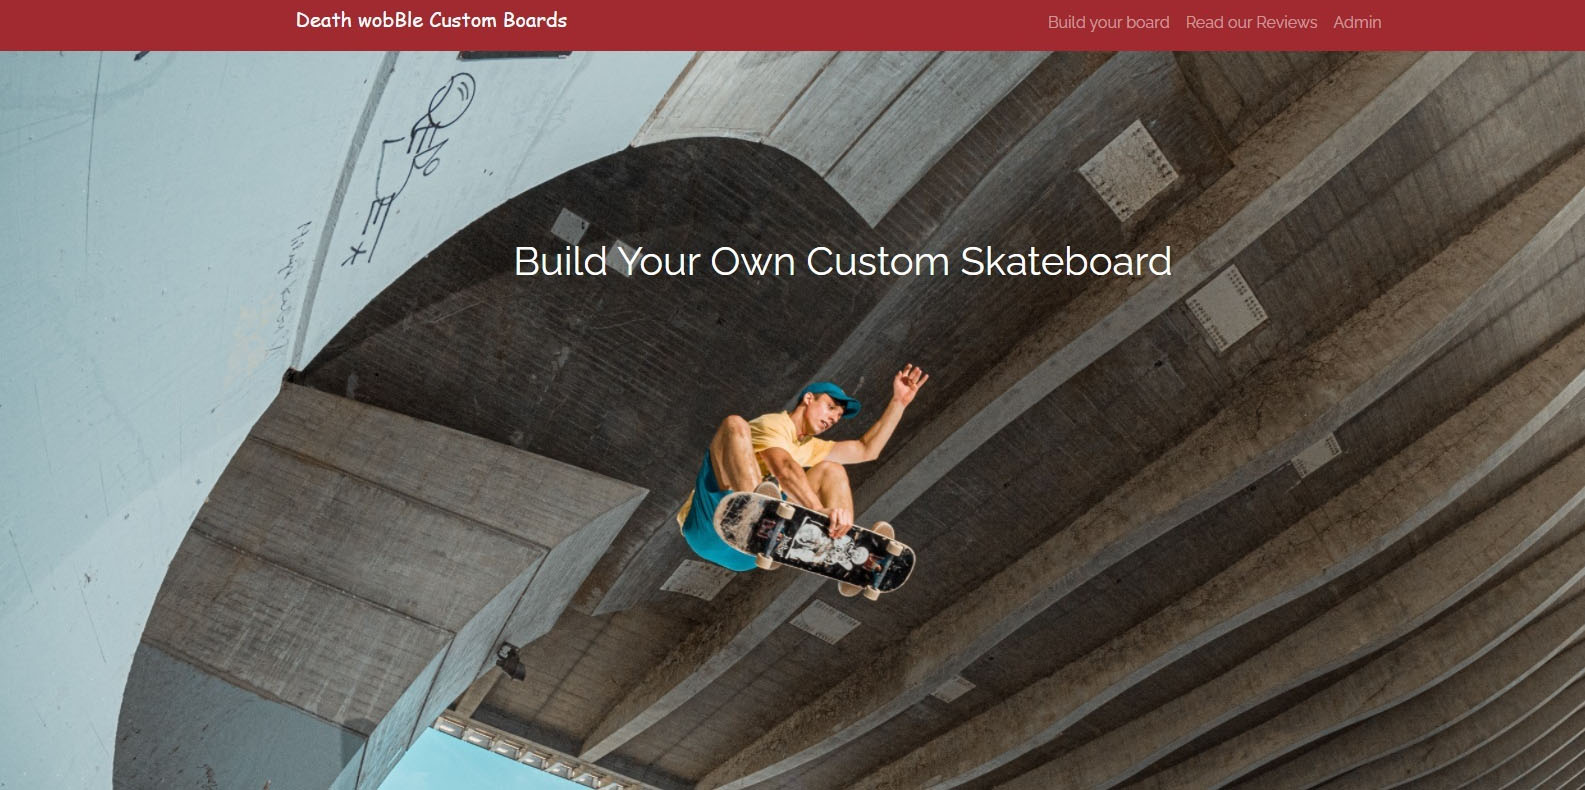 Death wobBle Custom Boards
Build your board
Read our Reviews
Admin
Build Your Own Custom Skateboard